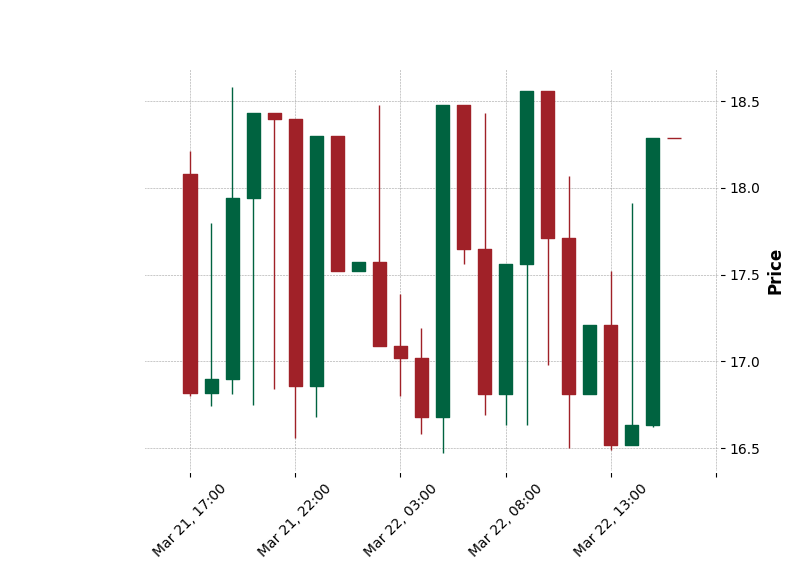 18.5
18.0
17.5
17.0
16.5
Price
Mar 21, 17:00
Mar 21, 22:00
Mar 22, 03:00
Mar 22, 08:00
Mar 22, 13:00